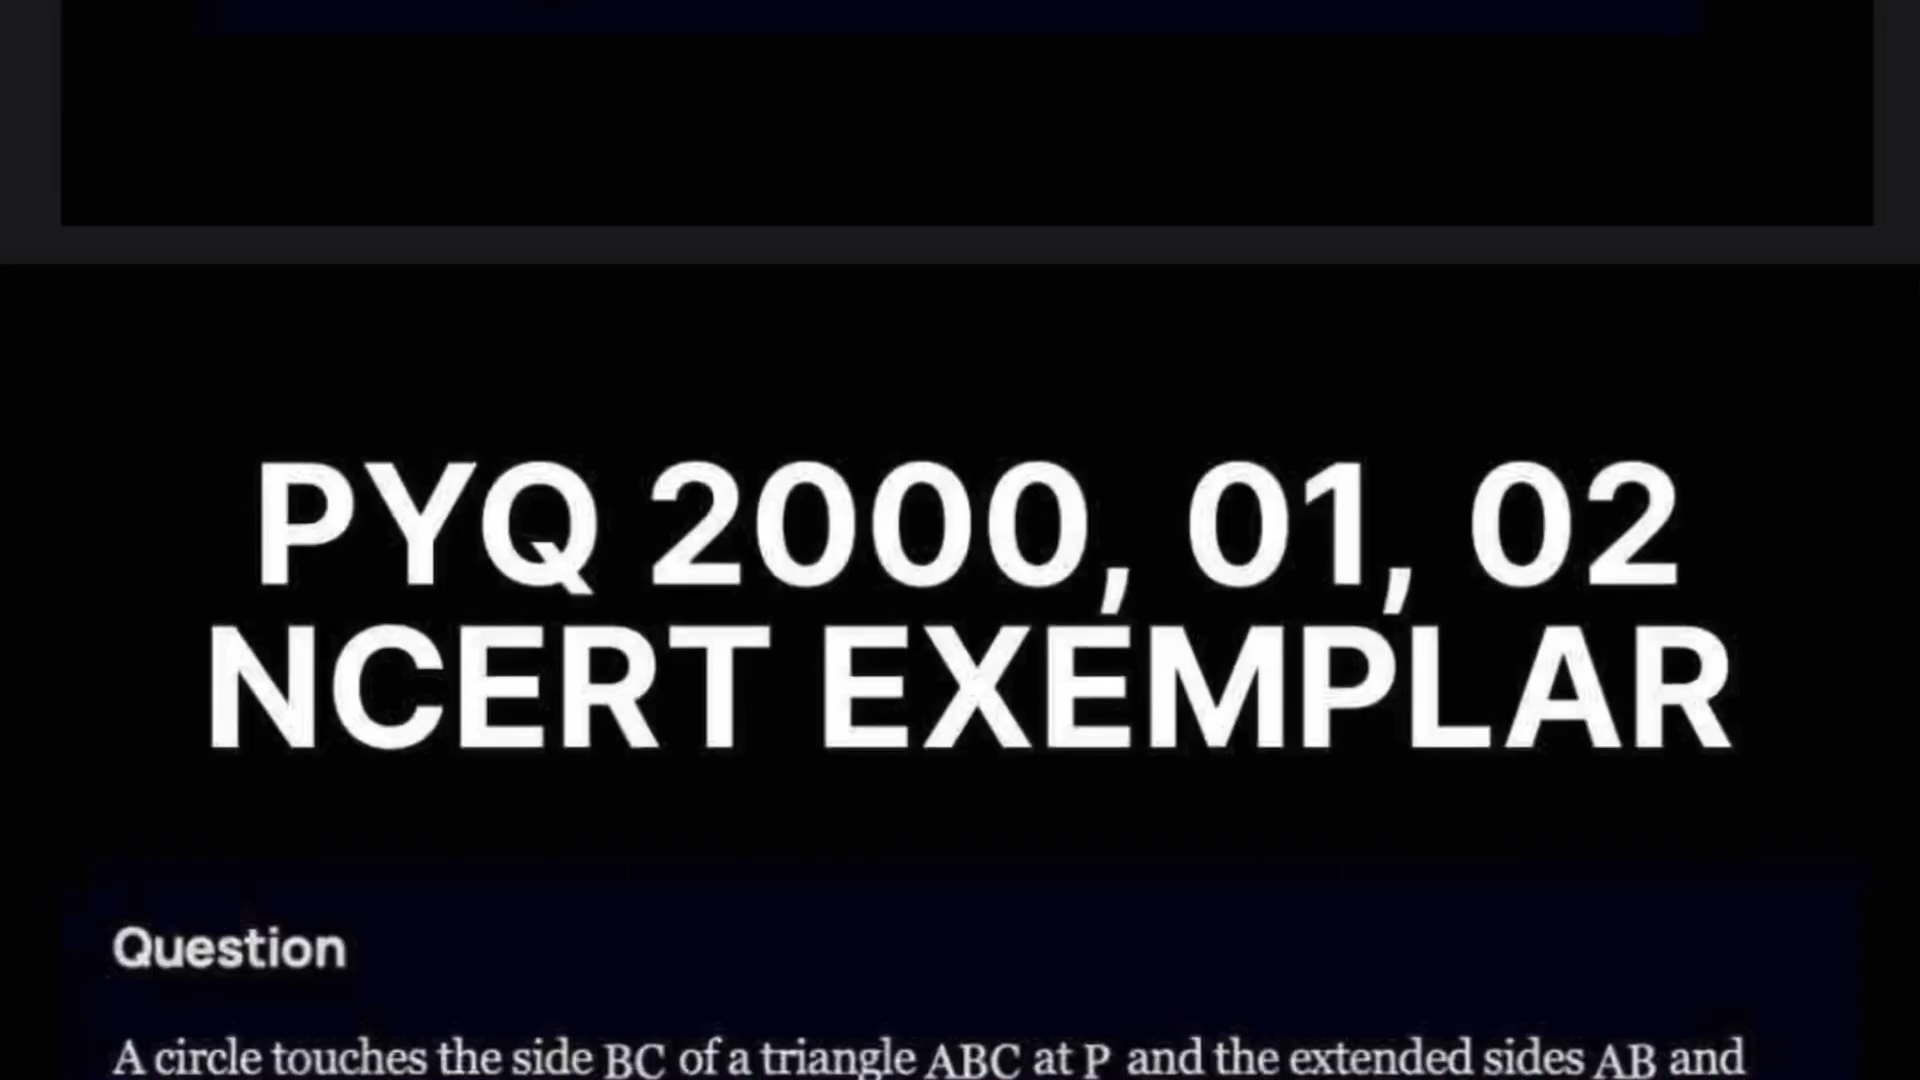 PYQ 2000, 01, 02
NCERT EXEMPLAR
Question
A circle touches the side BC of a triangle ABC at P and the extended sides AB and